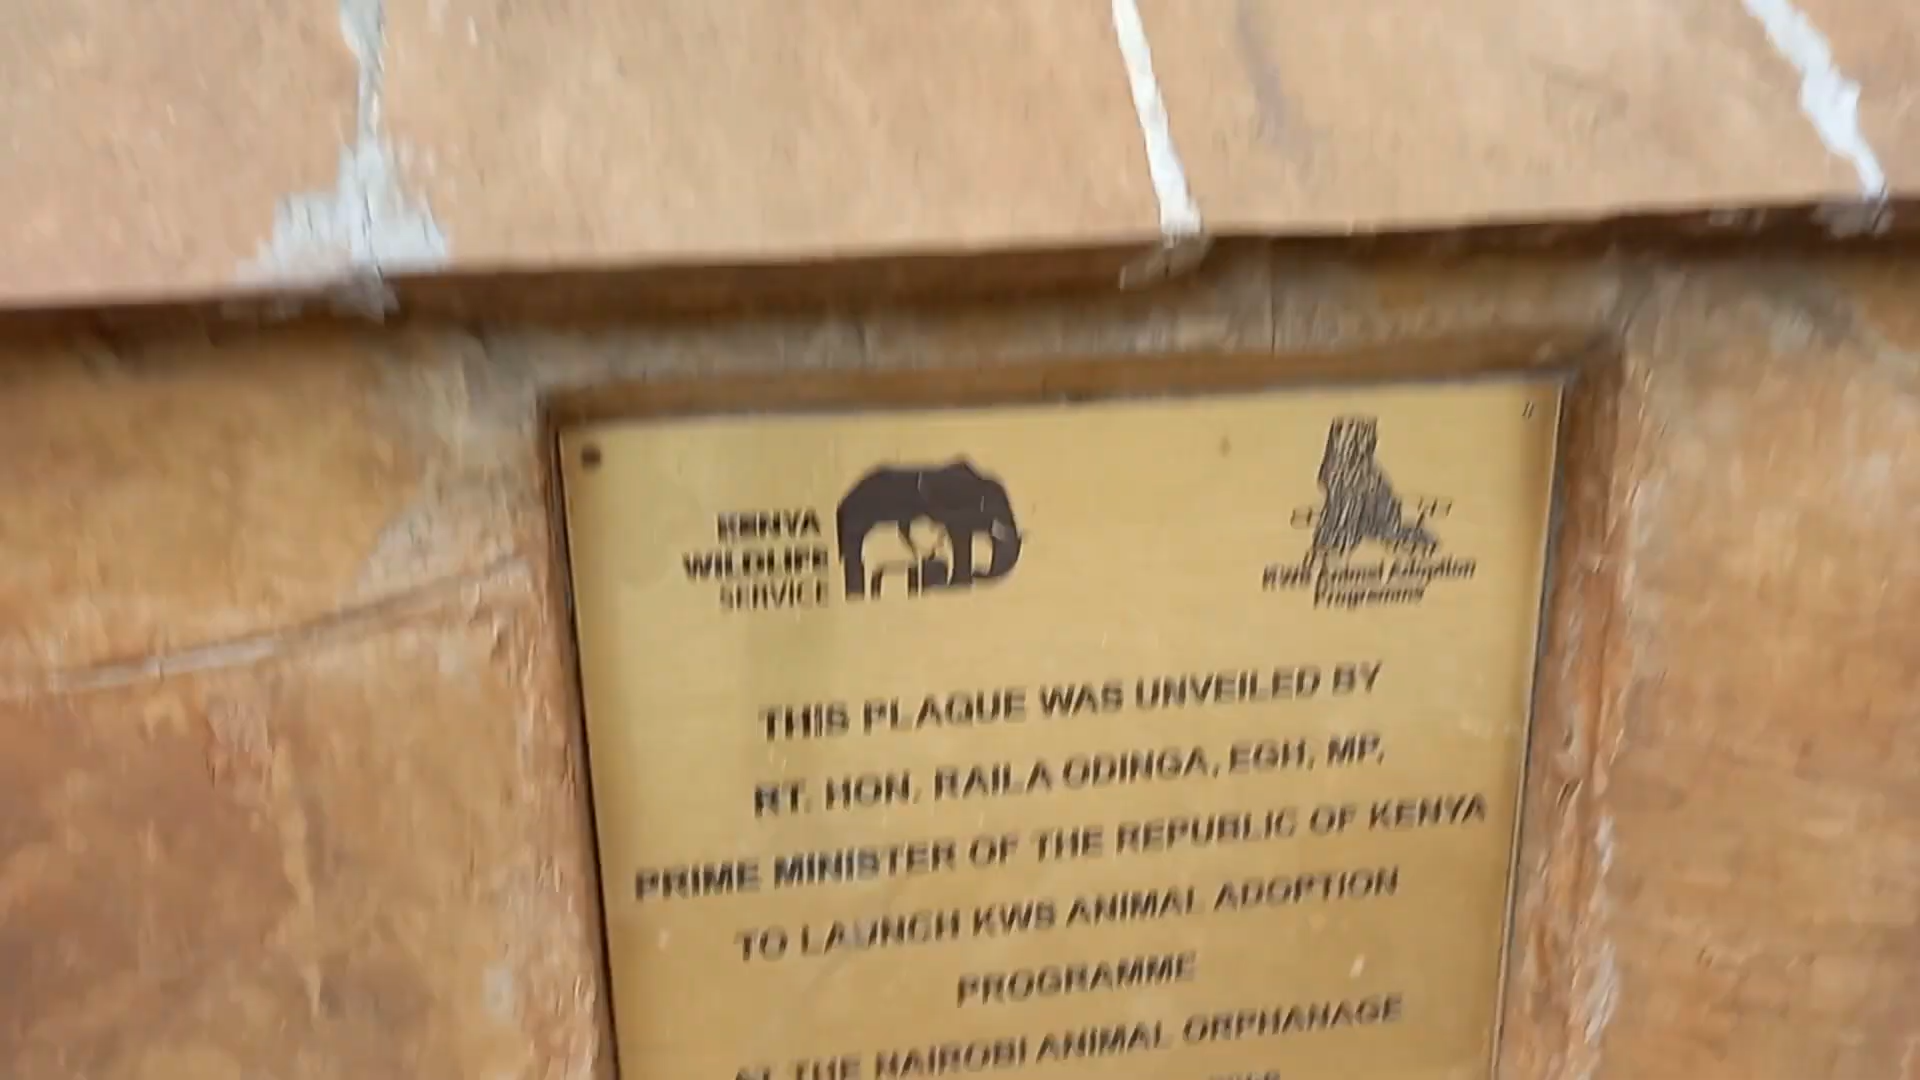 KENYA
WILDLIFE
SERVICE
KWS Animal Adoption
Programme
THIS PLAQUE WAS UNVEILED BY
RT. HON. RAILA ODINGA, EGH, MP,
PRIME MINISTER OF THE REPUBLIC OF KENYA
TO LAUNCH KWS ANIMAL ADOPTION
PROGRAMME
AT THE NAIROBI ANIMAL ORPHANAGE